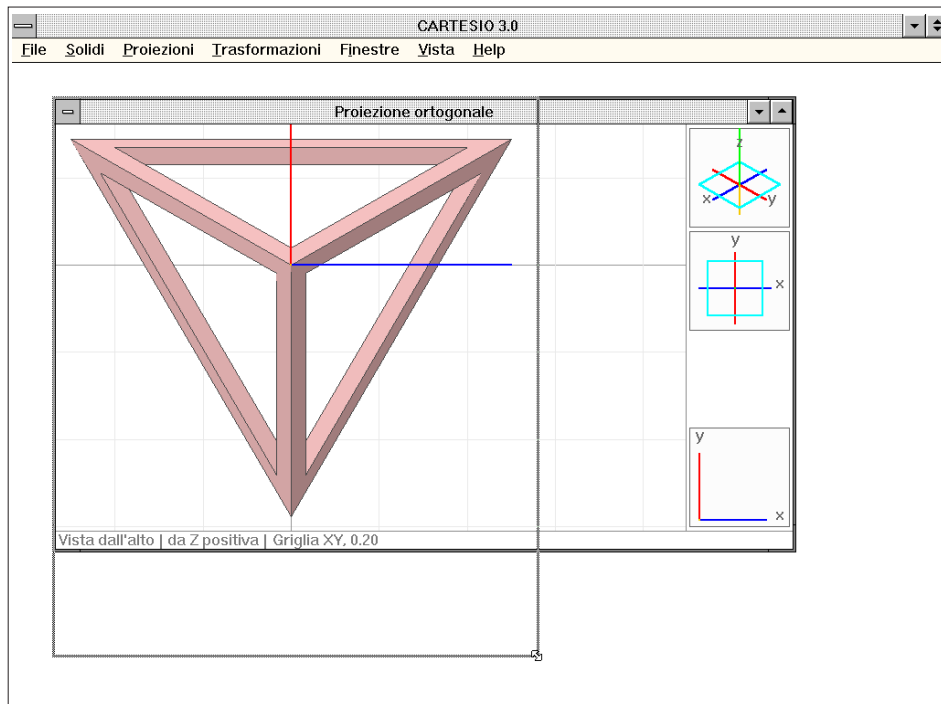 CARTESIO 3.0
File Solidi Proiezioni Trasformazioni Finestre Vista Help
Proiezione ortogonale
z
x y
y
x
y
x
Vista dall'alto | da Z positiva | Griglia XY, 0.20